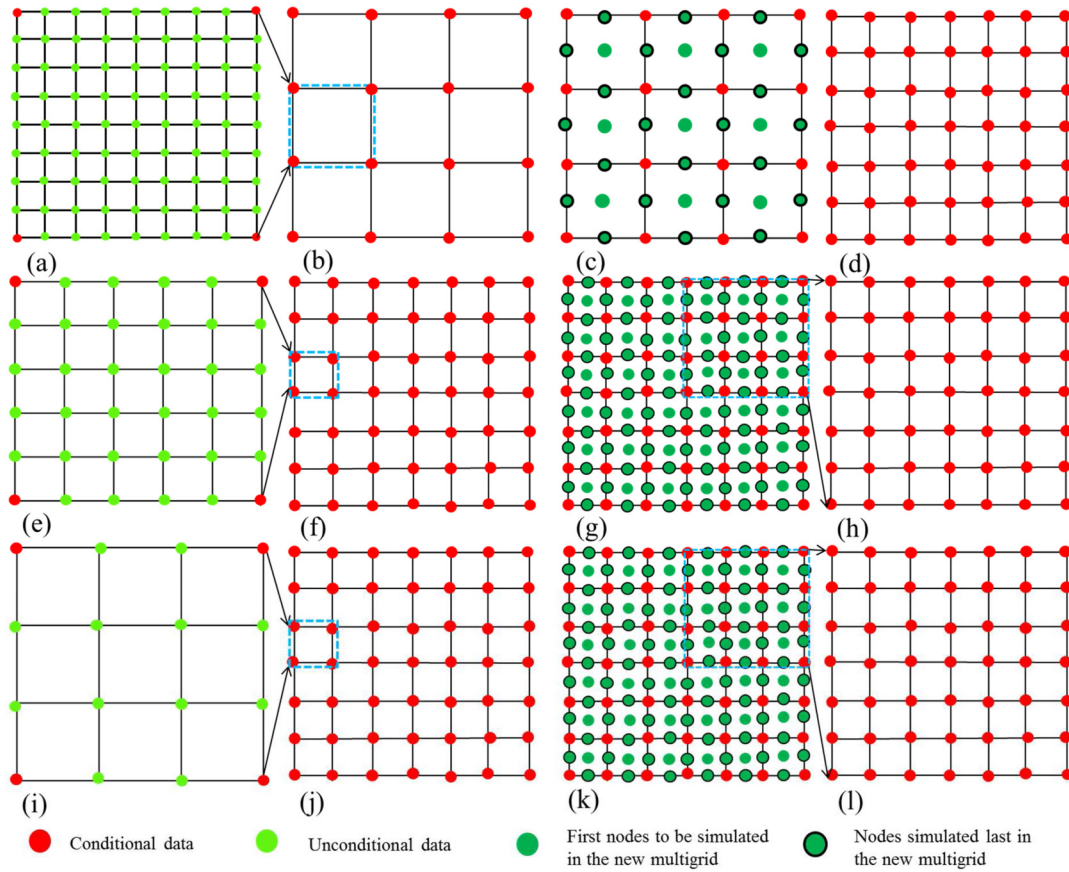 (a)
(b)
(c)
(d)
(e)
(f)
(g)
(h)
(i)
(j)
(k)
(l)
Conditional data
Unconditional data
First nodes to be simulated
in the new multigrid
Nodes simulated last in
the new multigrid